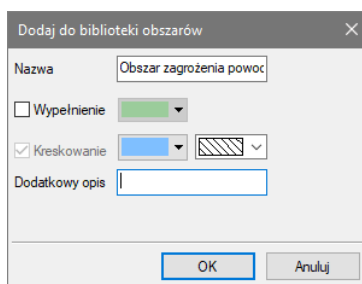 Dodaj do biblioteki obszarów
Nazwa Obszar zagrożenia powoc
Wypełnienie
Kreskowanie
Dodatkowy opis
OK Anuluj